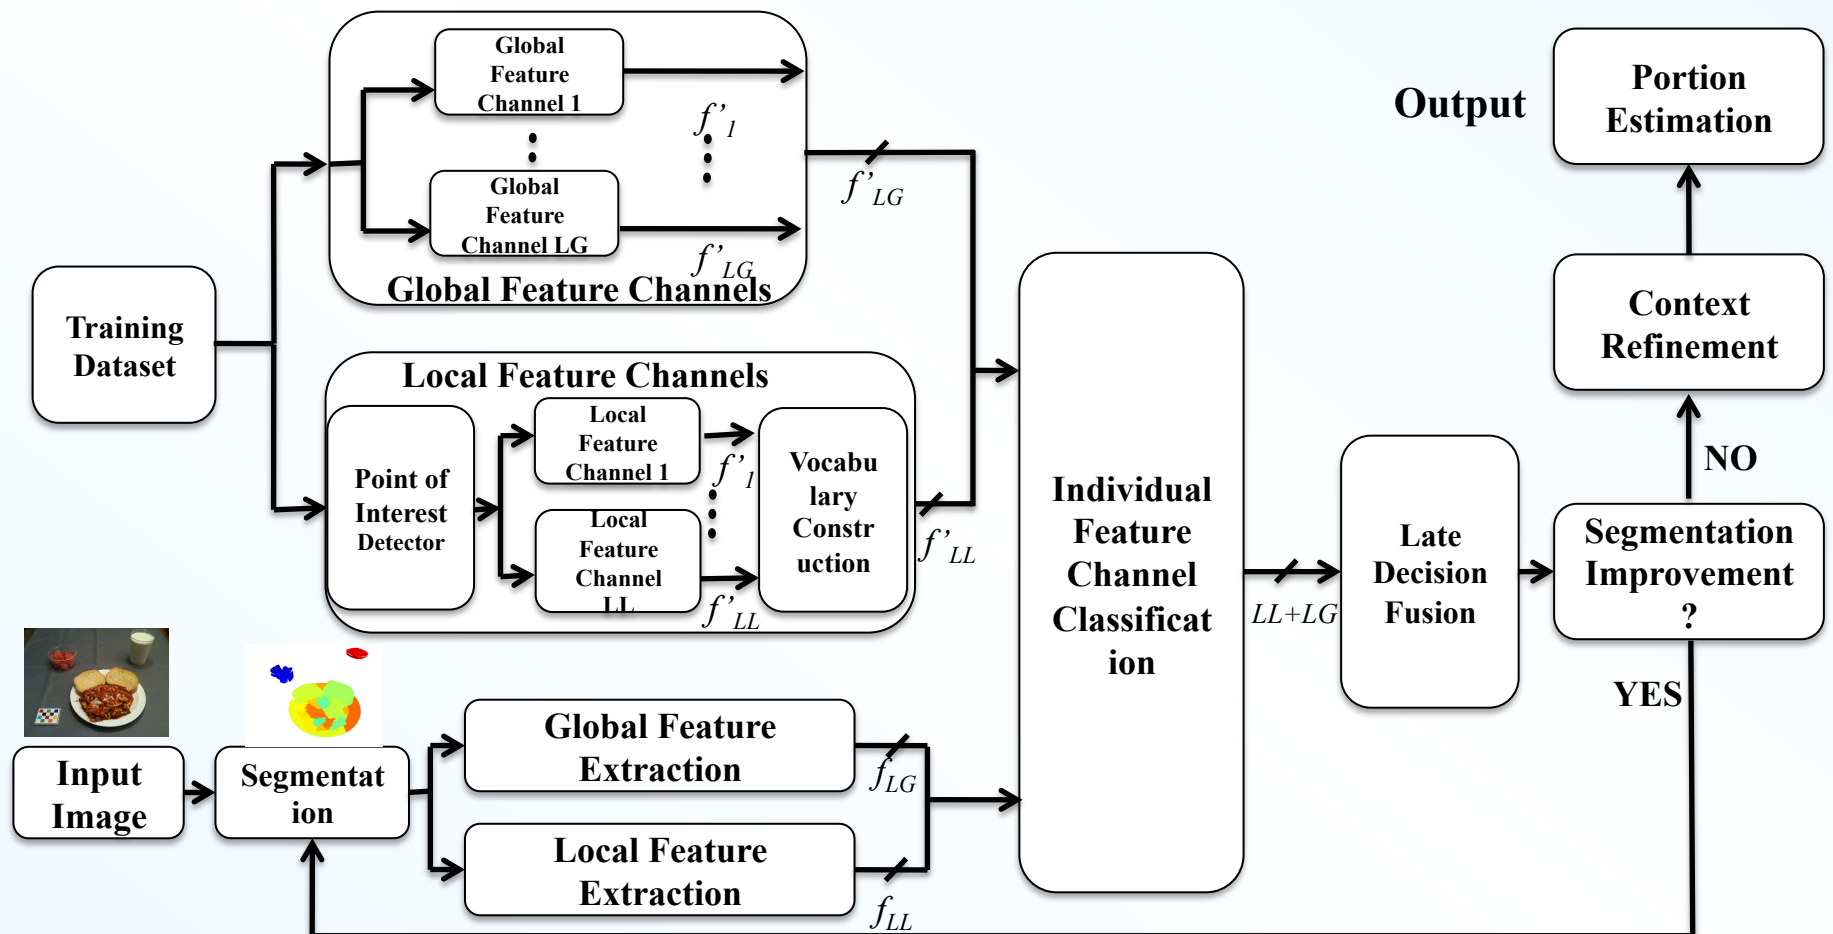 Global
Feature
Channel 1
f'1
Global
Feature
Channel LG
f'LG
Global Feature Channels
f'LG
Training
Dataset
Local Feature Channels
Point of
Interest
Detector
Local
Feature
Channel 1
f'1
Local
Feature
Channel
LL
f'LL
Vocabu
lary
Constr
uction
f'LL
Input
Image
Segmentat
ion
Global Feature
Extraction
fLG
Local Feature
Extraction
fLL
Individual
Feature
Channel
Classificat
ion
LL+LG
Late
Decision
Fusion
Segmentation
Improvement
?
YES
NO
Context
Refinement
Output
Portion
Estimation